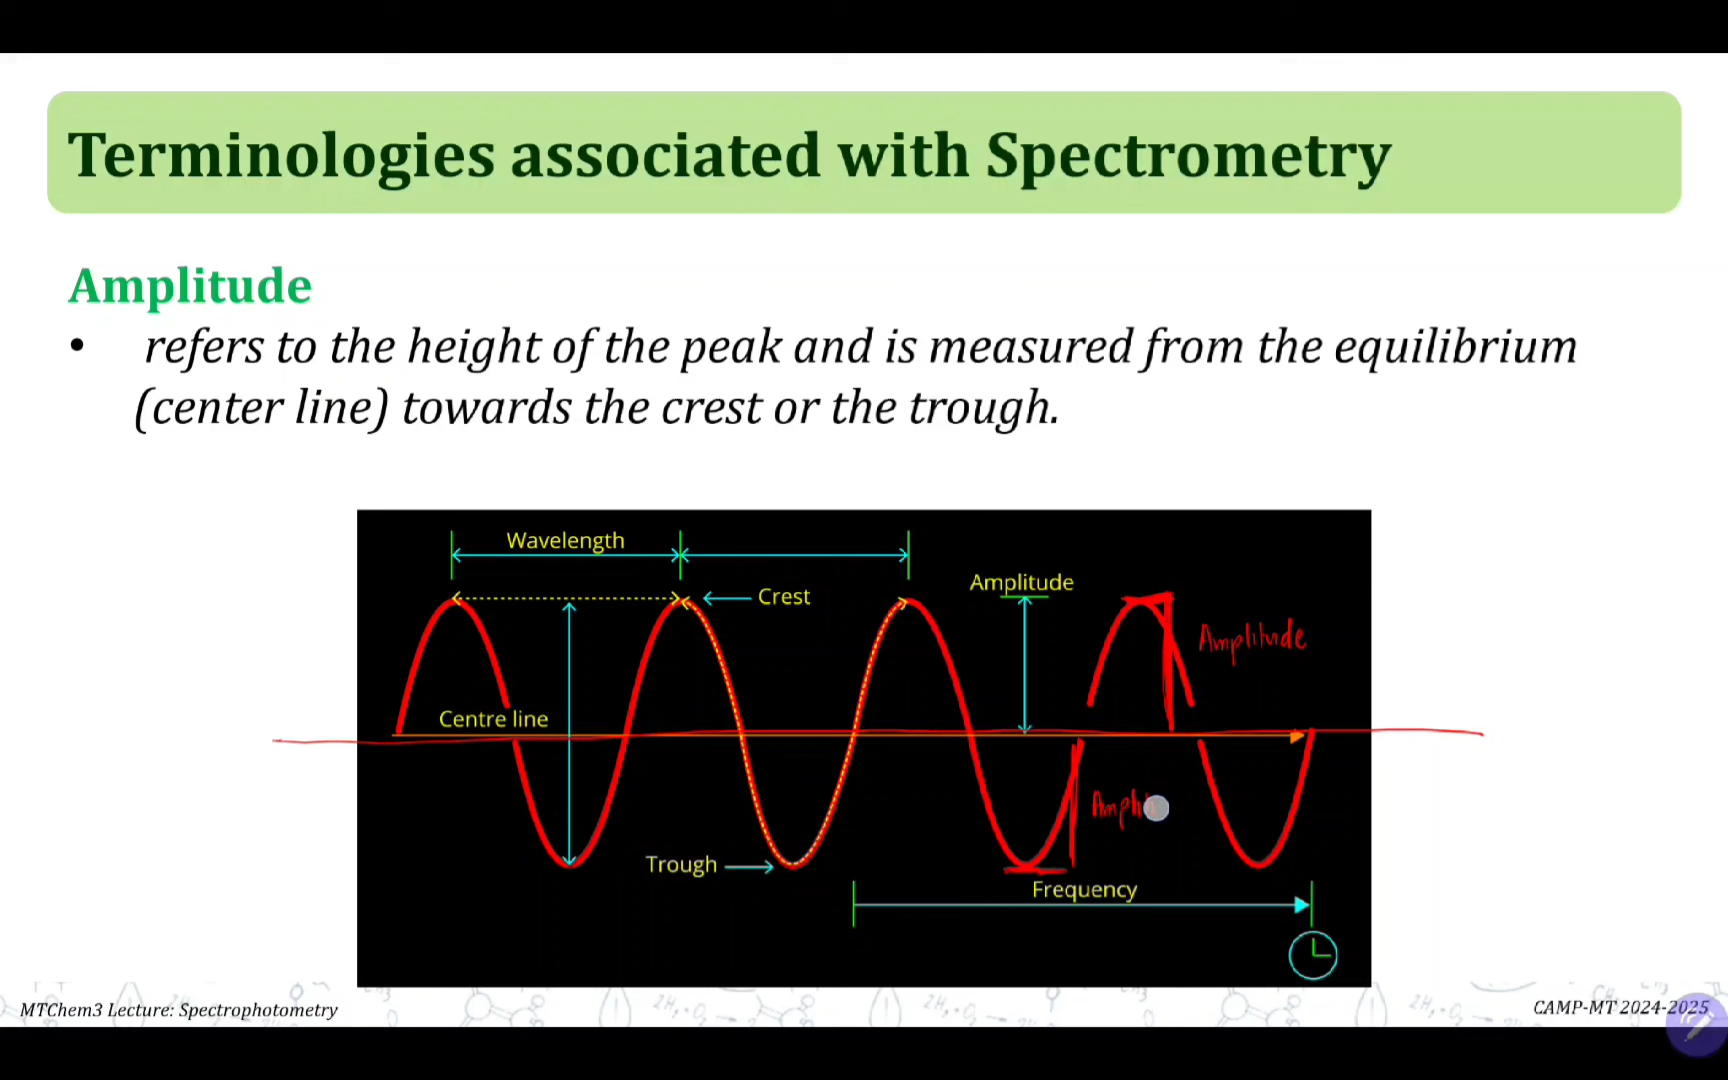 Terminologies associated with Spectrometry
Amplitude
• refers to the height of the peak and is measured from the equilibrium
(center line) towards the crest or the trough.
Wavelength
Crest
Amplitude
Amplitude
Centre line
Ampli
Trough
Frequency
MTChem3 Lecture: Spectrophotometry
CAMP-MT 2024-2025